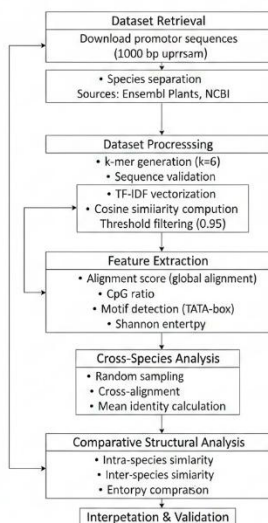 Dataset Retrieval
Download promotor sequences
(1000 bp uprrsam)
• Species separation
Sources: Ensembl Plants, NCBI
Dataset Processsing
• k-mer generation (k=6)
• Sequence validation
• TF-IDF vectorization
• Cosine similiarity compution
Threshold filtering (0.95)
Feature Extraction
• Alignment score (global alignment)
• CpG ratio
• Motif detection (TATA-box)
• Shannon entertpy
Cross-Species Analysis
• Random sampling
• Cross-alignment
• Mean identity calculation
Comparative Structural Analysis
• Intra-species simlarity
• Inter-species simiarity
• Entorpy compraison
Interpetation & Validation